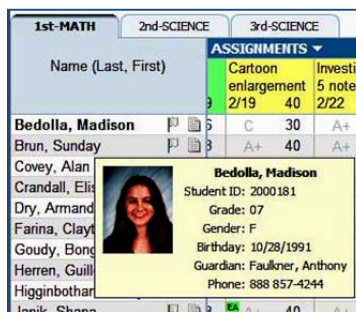 1st-MATH 2nd-SCIENCE 3rd-SCIENCE
ASSIGNMENTS
Name (Last, First)
Cartoon enlargement 2/19 40
5 note 2/22
Bedolla, Madison C 30 A+
Brun, Sunday A+ 40 A+
Covey, Alan
Crandall, Elis
Dry, Armand
Farina, Clayt
Goudy, Bong
Herren, Guill
Higginbothar
EA
A+ 40 A+
Bedolla, Madison
Student ID: 2000181
Grade: 07
Gender: F
Birthday: 10/28/1991
Guardian: Faulkner, Anthony
Phone: 888 857-4244